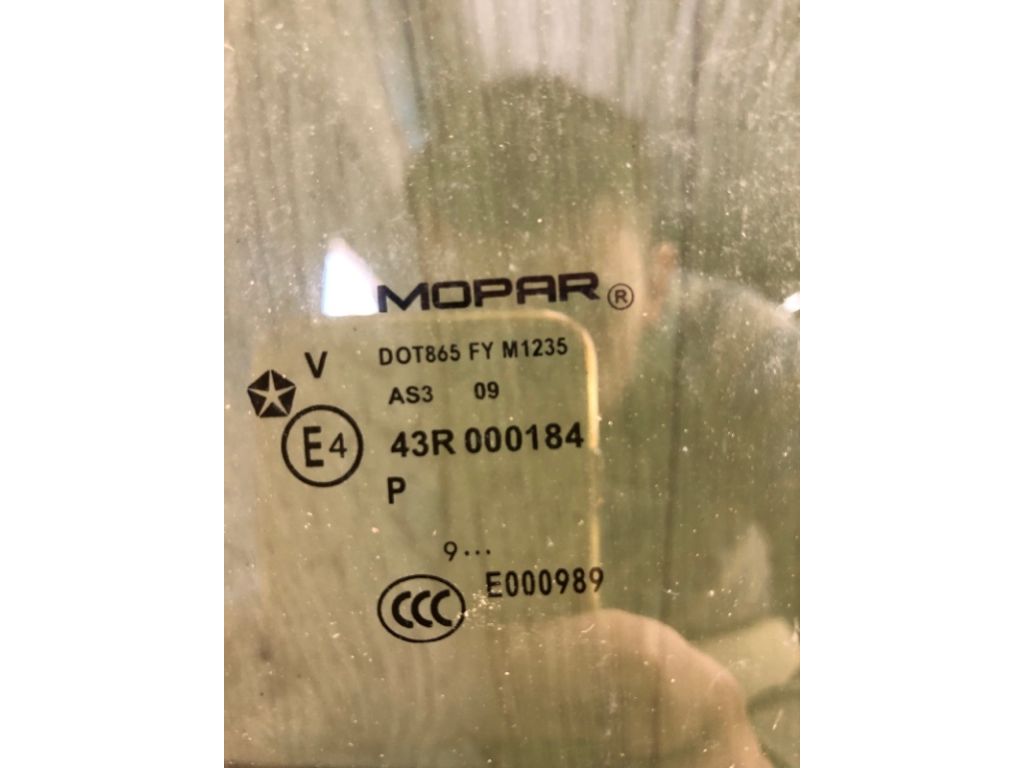 MOPAR®
V DOT865 FY M1235
AS3 09
E4 43R 000184
P
9...
CCC E000989